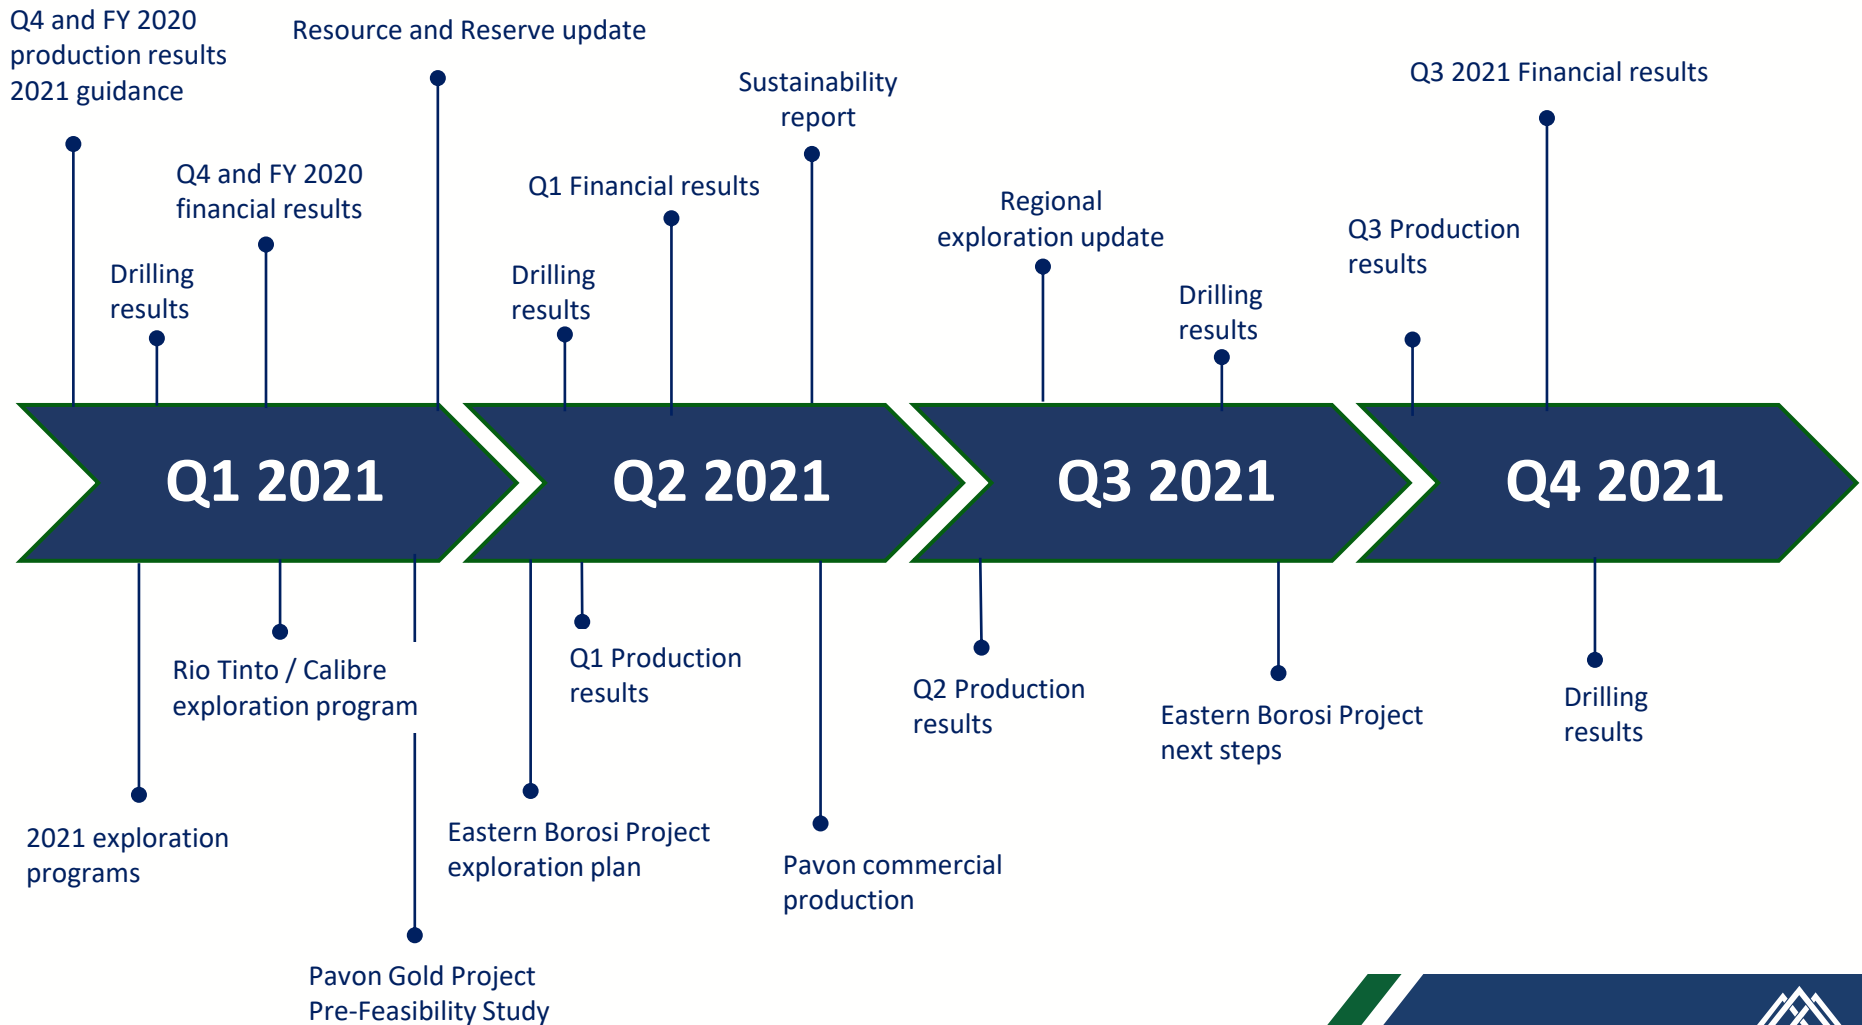 Q4 and FY 2020
production results
2021 guidance
Resource and Reserve update
Sustainability
report
Q3 2021 Financial results
Q4 and FY 2020
financial results
Q1 Financial results
Regional
exploration update
Q3 Production
results
Drilling
results
Drilling
results
Drilling
results
Q1 2021
Q2 2021
Q3 2021
Q4 2021
Rio Tinto / Calibre
exploration program
Q1 Production
results
Q2 Production
results
Eastern Borosi Project
next steps
Drilling
results
2021 exploration
programs
Eastern Borosi Project
exploration plan
Pavon commercial
production
Pavon Gold Project
Pre-Feasibility Study